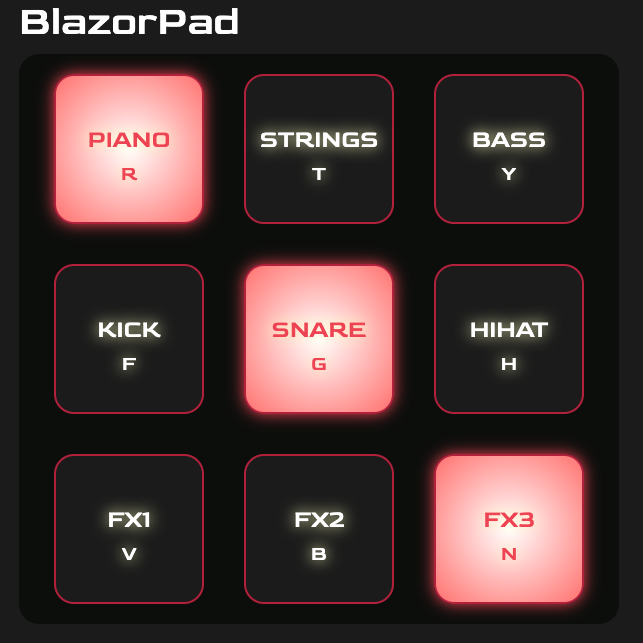 BlazorPad
PIANO
R
STRINGS
T
BASS
Y
KICK
F
SNARE
G
HIHAT
H
FX1
V
FX2
B
FX3
N